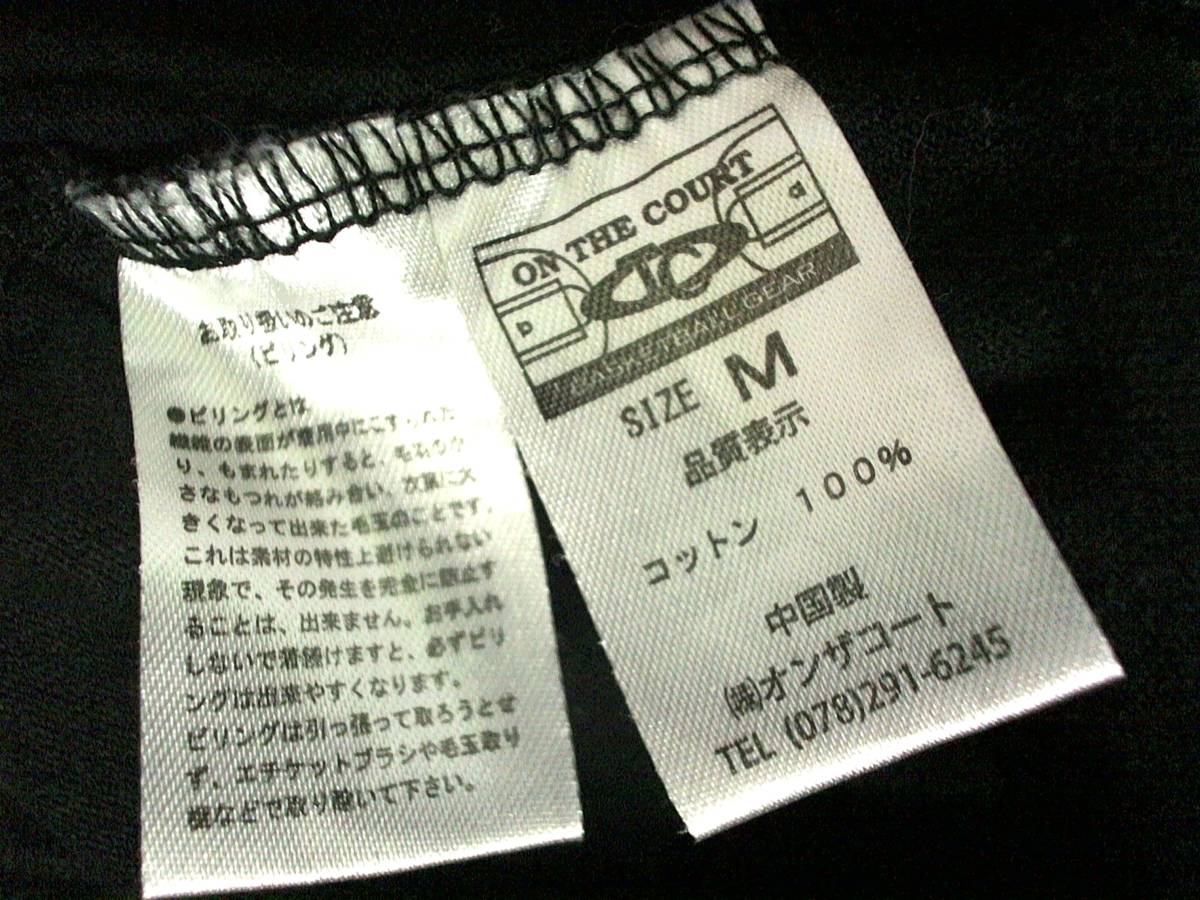 お取り扱いのご注意
(ピリング)
●ピリングとは
繊維の表面が着用中にこすられた
り、もまれたりすると、毛羽のか
さなもつれが絡み合い、次第に大
きくなって出来た毛玉のことです。
これは素材の特性上避けられない
現象で、その発生を完全に防止す
ることは、出来ません。お手入れ
しないで着続けますと、必ずピリ
ングは出来やすくなります。
ピリングは引っ張って取ろうとせ
ず、エチケットブラシや毛玉取り
機などで取り除いて下さい。
ON THE COURT
OTC
BASKETBALL GEAR
SIZE M
品質表示
コットン 100%
中国製
㈱オンザコート
TEL (078)291-6245